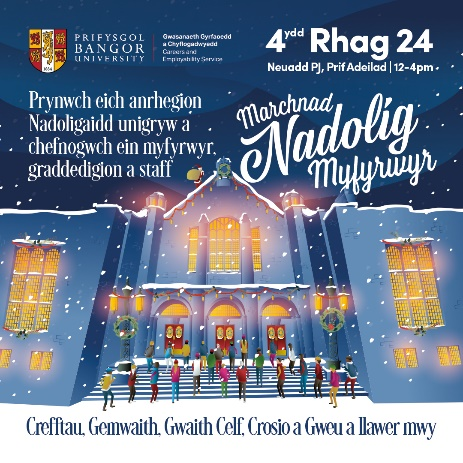 PRIFYSGOL
BANGOR
UNIVERSITY
1884
Gwasanaeth Gyrfaoedd
a Chyflogadwyedd
Careers and
Employability Service
4ydd Rhag 24
Neuadd PJ, Prif Adeilad | 12-4pm
Prynwch eich anrhegion
Nadoligaidd unigryw a
chefnogwch ein myfyrwyr,
graddedigion a staff
Marchnad
Nadolig
Myfyrwyr
Crefftau, Gemwaith, Gwaith Celf, Crosio a Gweu a llawer mwy